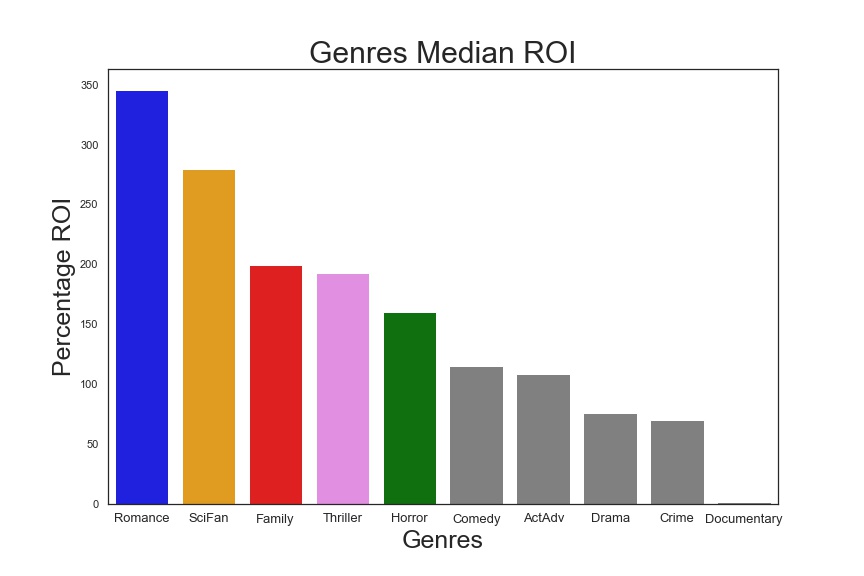 Genres Median ROI
Percentage ROI
350
300
250
200
150
100
50
0
Romance SciFan Family Thriller Horror Comedy ActAdv Drama Crime Documentary
Genres